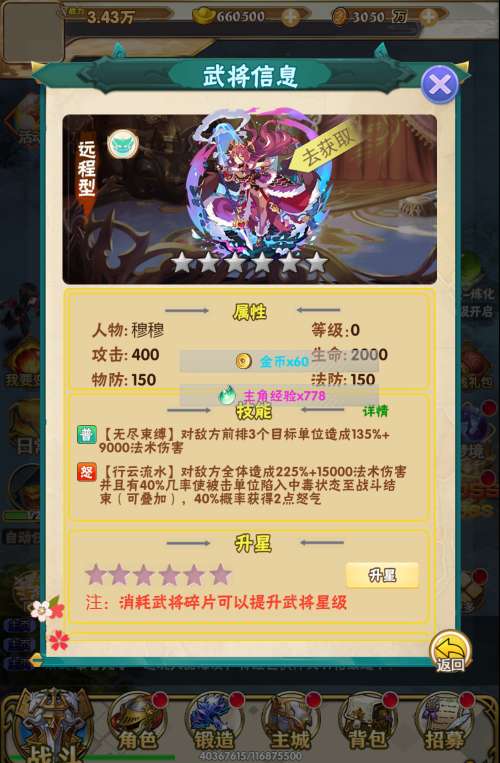 3.43万
660500
3050 万
武将信息
活动
远程型
去获取
属性
人物: 穆穆
等级:0
攻击: 400
生命: 2000
金币x60
物防: 150
法防: 150
主角经验x778
技能
详情
普
【无尽束缚】对敌方前排3个目标单位造成135%+
9000法术伤害
怒
【行云流水】对敌方全体造成225%+15000法术伤害
并且有40%几率使被击单位陷入中毒状态至战斗结
束（可叠加），40%概率获得2点怒气
升星
升星
注：消耗武将碎片可以提升武将星级
返回
战斗
角色
锻造
主城
背包
招募
40367615/116875500